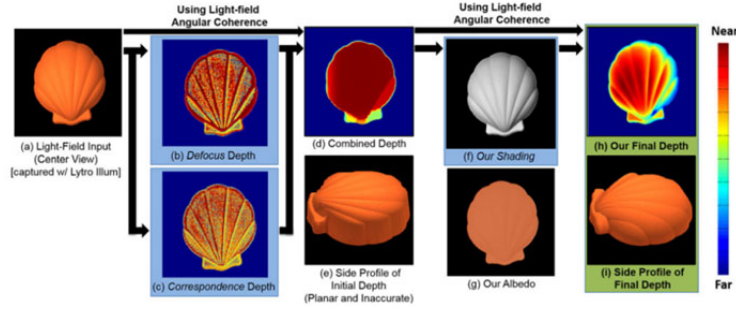 Using Light-field
Angular Coherence
Using Light-field
Angular Coherence
(a) Light-Field Input
(Center View)
[captured w/ Lytro Illum]
(b) Defocus Depth
(c) Correspondence Depth
(d) Combined Depth
(e) Side Profile of
Initial Depth
(Planar and Inaccurate)
(f) Our Shading
(g) Our Albedo
(h) Our Final Depth
(i) Side Profile of
Final Depth
Near
Far